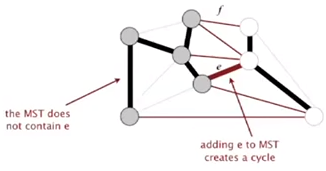 f
e
the MST does
not contain e
adding e to MST
creates a cycle